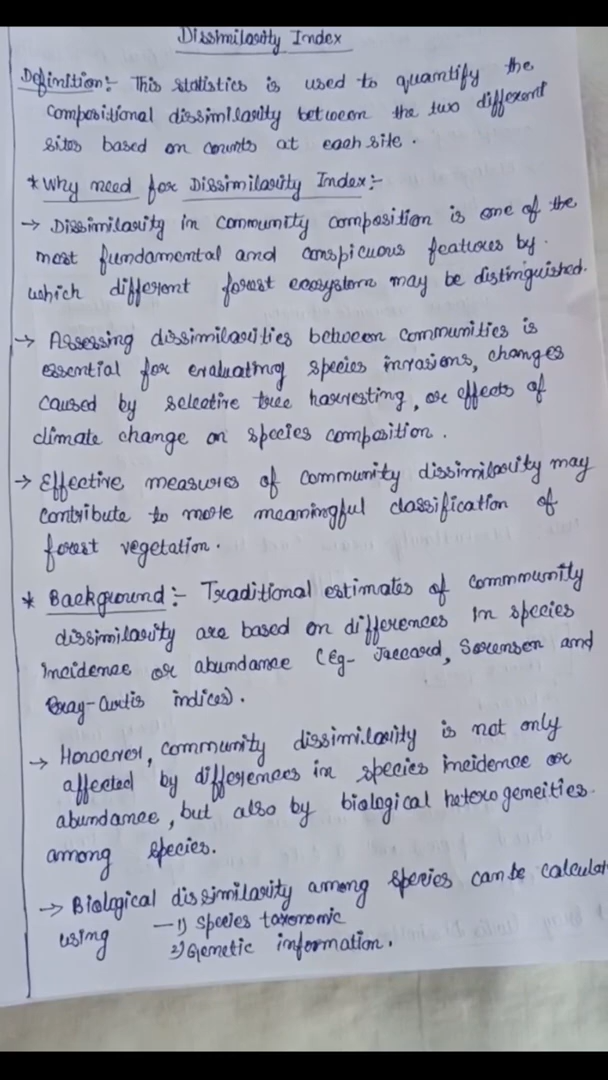 Dissimilarity Index
Definition:- This statistics is used to quantify the
compositional dissimilarity between the two different
sites based on counts at each site.
* Why need for Dissimilarity Index:-
→ Dissimilarity in community composition is one of the
most fundamental and conspicuous features by
which different forest ecosystem may be distinguished.
→ Assessing dissimilarities between communities is
essential for evaluating species invasions, changes
caused by selective tree harvesting, or effects of
climate change on species composition.
→ Effective measures of community dissimilarity may
contribute to more meaningful classification of
forest vegetation.
* Background:- Traditional estimates of commmunity
dissimilarity are based on differences in species
incidence or abundance (Eg- Jaccard, Sorensen and
Bray-Curtis indices).
→ However, community dissimilarity is not only
affected by differences in species incidence or
abundance, but also by biological heterogeneities
among species.
→ Biological dissimilarity among species can be calculat
using — 1) Species taxonomic
2) Genetic information.